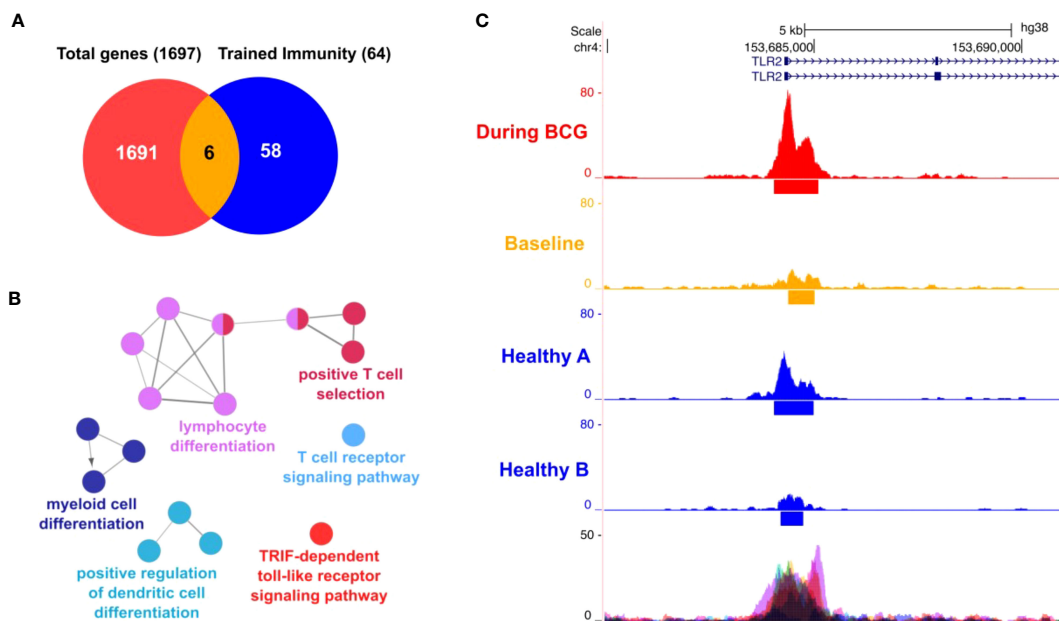 A
Total genes (1697)
Trained Immunity (64)
1691
6
58
B
positive T cell
selection
lymphocyte
differentiation
T cell receptor
signaling pathway
myeloid cell
differentiation
positive regulation
of dendritic cell
differentiation
TRIF-dependent
toll-like receptor
signaling pathway
C
Scale
5 kb
hg38
chr4:
153,685,000
153,690,000
TLR2
TLR2
80
During BCG
0
80
Baseline
0
80
Healthy A
0
80
Healthy B
0
50
0